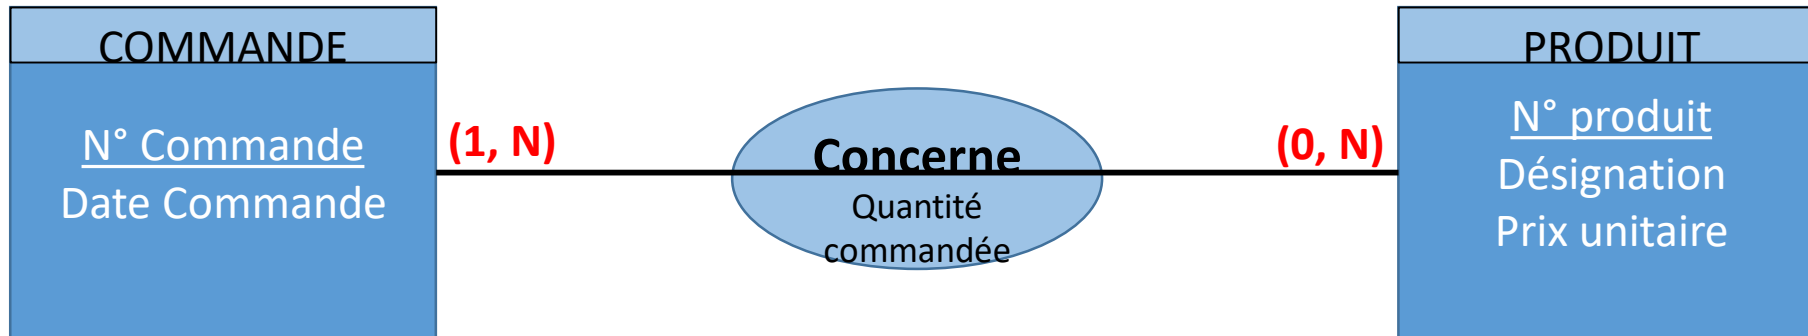 COMMANDE
N° Commande
Date Commande
(1, N)
Concerne
Quantité
commandée
(0, N)
PRODUIT
N° produit
Désignation
Prix unitaire